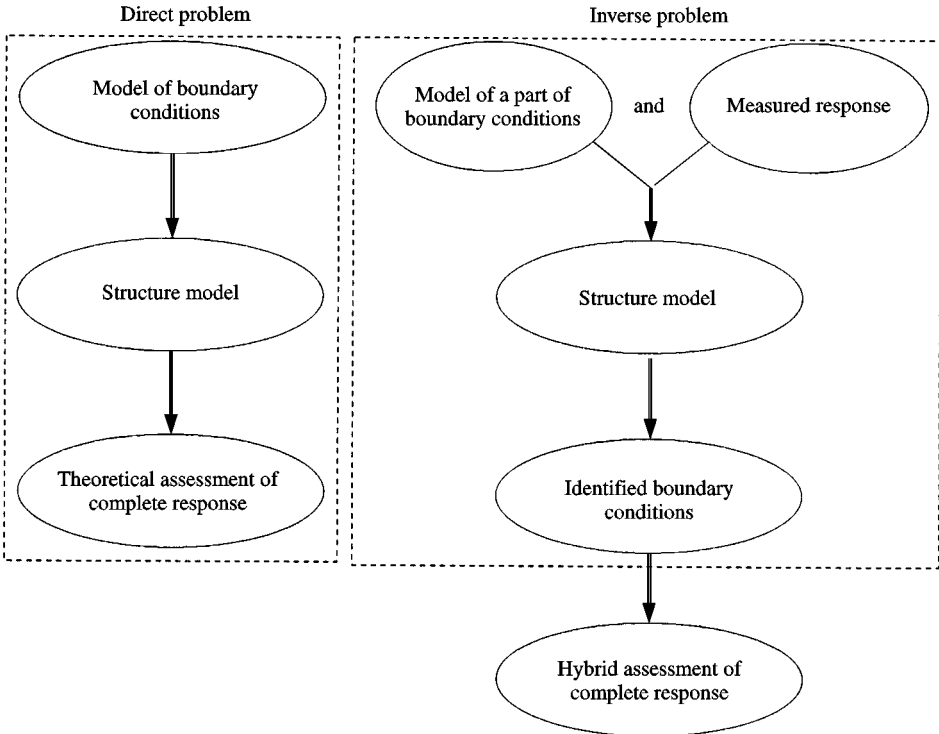 Direct problem
Model of boundary
conditions
Structure model
Theoretical assessment of
complete response
Inverse problem
Model of a part of
boundary conditions
and
Measured response
Structure model
Identified boundary
conditions
Hybrid assessment of
complete response